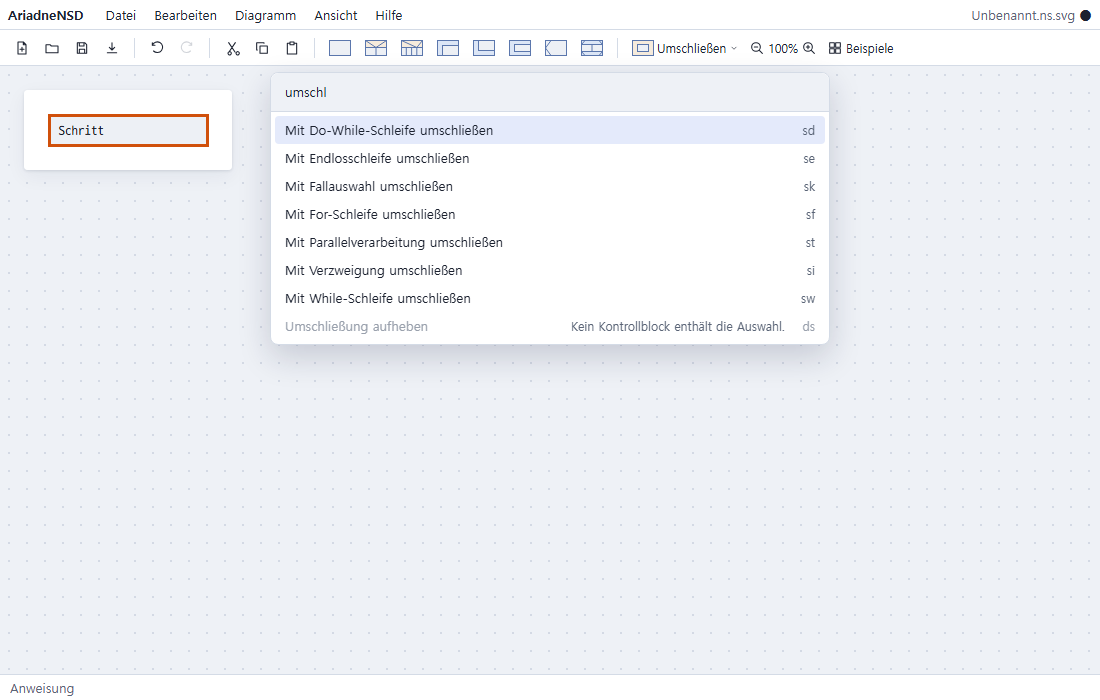 AriadneNSD Datei Bearbeiten Diagramm Ansicht Hilfe Unbenannt.ns.svg
Umschließen 100% Beispiele
umschl
Schritt
Mit Do-While-Schleife umschließen sd
Mit Endlosschleife umschließen se
Mit Fallauswahl umschließen sk
Mit For-Schleife umschließen sf
Mit Parallelverarbeitung umschließen st
Mit Verzweigung umschließen si
Mit While-Schleife umschließen sw
Umschließung aufheben Kein Kontrollblock enthält die Auswahl. ds
Anweisung